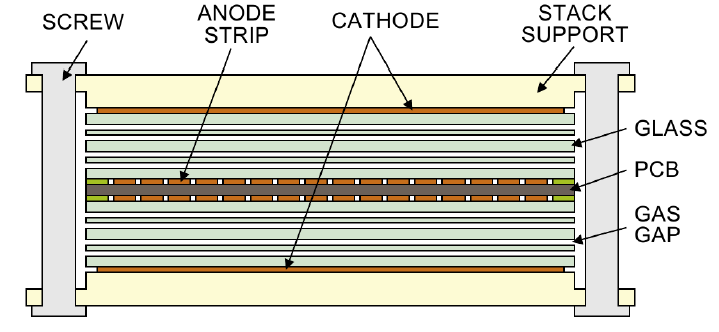 SCREW
ANODE
STRIP
CATHODE
STACK
SUPPORT
GLASS
PCB
GAS
GAP